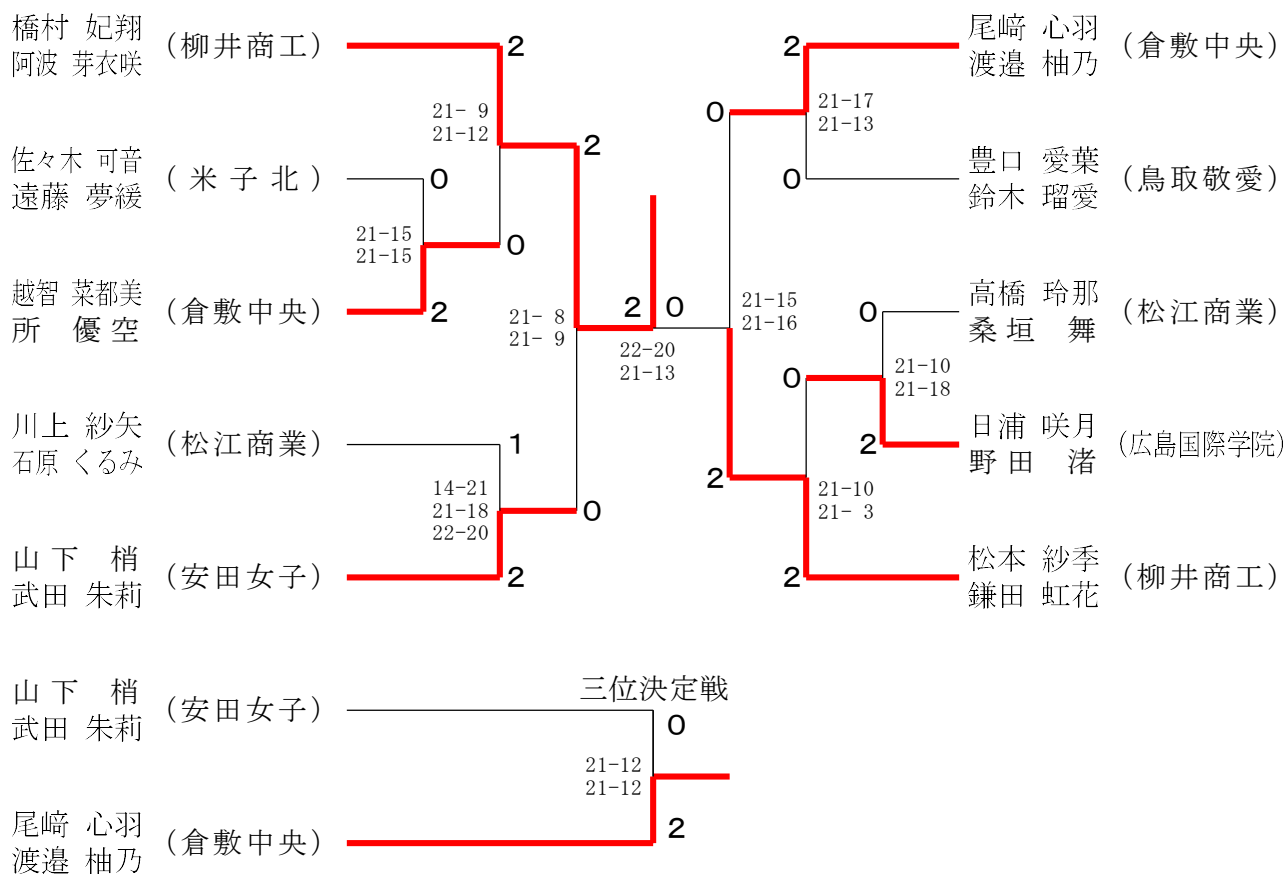 橋村 妃翔
阿波 芽衣咲
(柳井商工)
2
21- 9
21-12
佐々木 可音
遠藤 夢緩
(米子北)
0
21-15
21-15
0
越智 菜都美
所 優空
(倉敷中央)
2
2
21- 8
21- 9
川上 紗矢
石原 くるみ
(松江商業)
1
14-21
21-18
22-20
0
山下 梢
武田 朱莉
(安田女子)
2
2 0
22-20
21-13
2
尾﨑 心羽
渡邉 柚乃
(倉敷中央)
0
21-17
21-13
0
豊口 愛葉
鈴木 瑠愛
(鳥取敬愛)
21-15
21-16
0
高橋 玲那
桑垣 舞
(松江商業)
0
21-10
21-18
2
日浦 咲月
野田 渚
(広島国際学院)
2
21-10
21- 3
2
松本 紗季
鎌田 虹花
(柳井商工)
三位決定戦
山下 梢
武田 朱莉
(安田女子)
0
21-12
21-12
尾﨑 心羽
渡邉 柚乃
(倉敷中央)
2